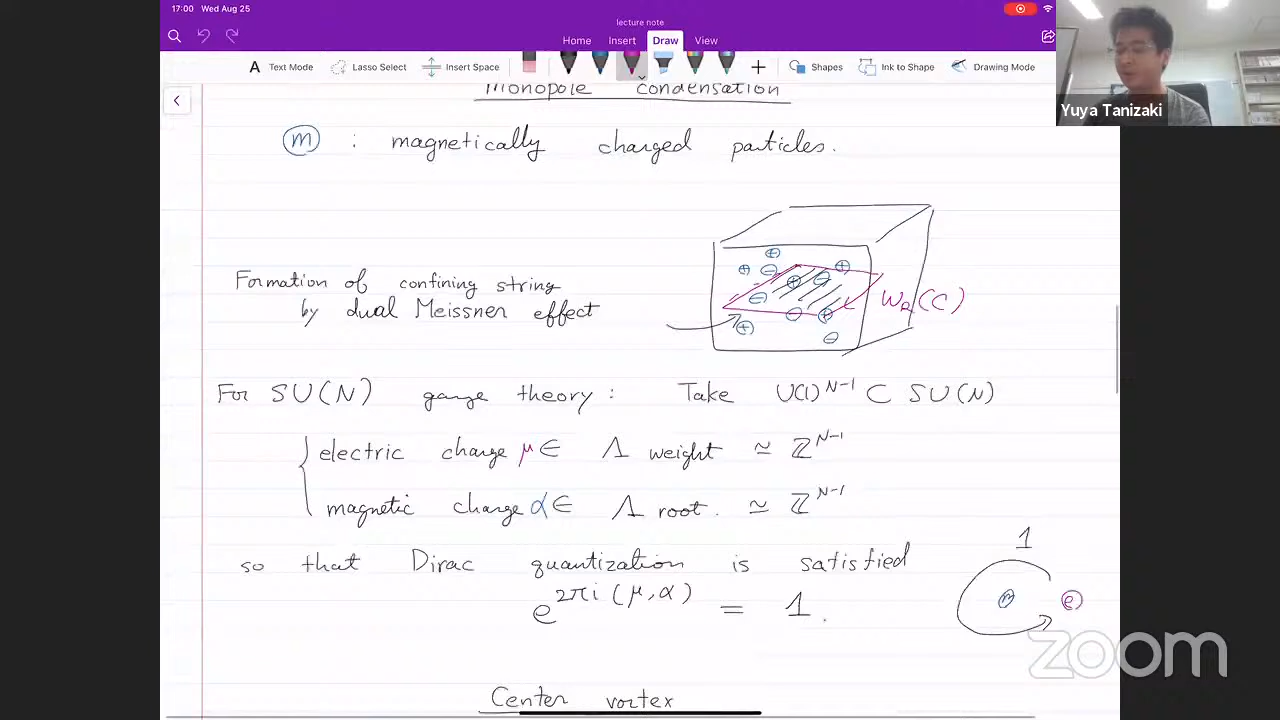 17:00 Wed Aug 25
lecture note
Home Insert Draw View
Text Mode Lasso Select Insert Space Shapes Ink to Shape Drawing Mode
Yuya Tanizaki
Monopole condensation
m : magnetically charged particles.
Formation of confining string
by dual Meissner effect
W_R(C)
For SU(N) gauge theory : Take U(1)^{N-1} ⊂ SU(N)
electric charge μ ∈ Λ weight ≃ ℤ^{N-1}
magnetic charge α ∈ Λ root. ≃ ℤ^{N-1}
so that Dirac quantization is satisfied
e^{2πi(μ,α)} = 1.
1
m e
Center vortex
zoom